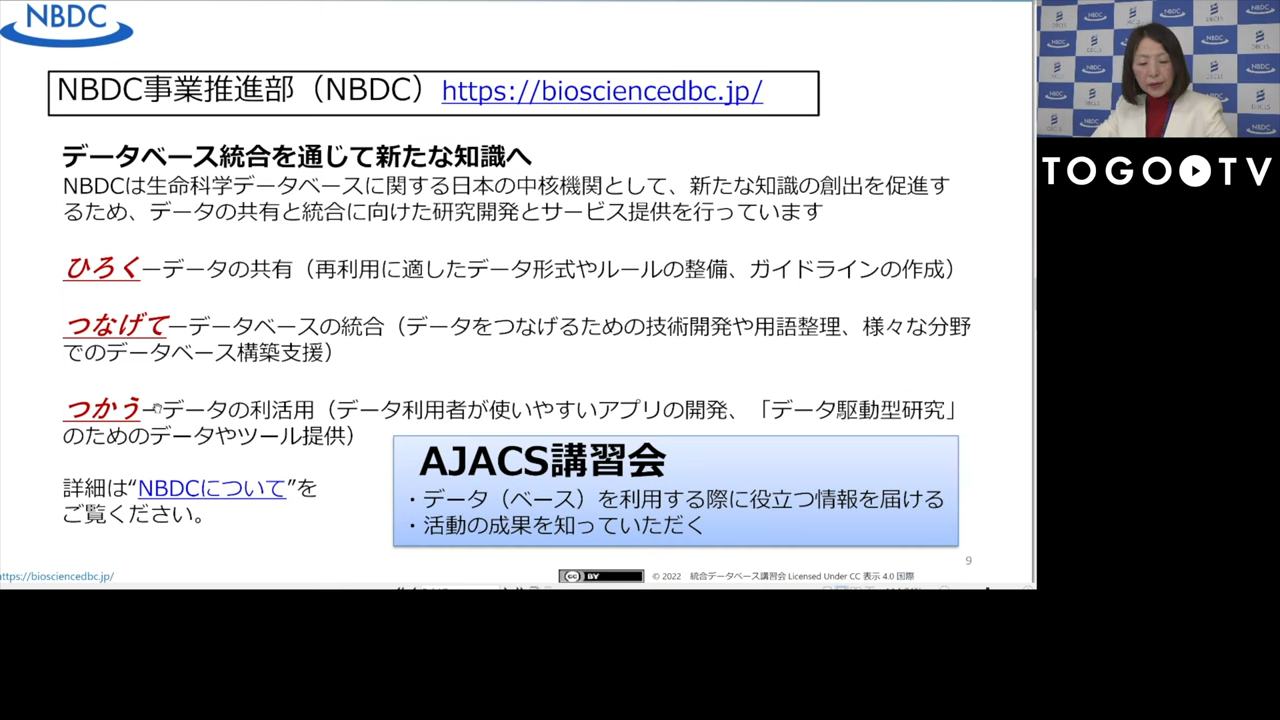 NBDC
NBDC事業推進部（NBDC）https://biosciencedbc.jp/
データベース統合を通じて新たな知識へ
NBDCは生命科学データベースに関する日本の中核機関として、新たな知識の創出を促進す
るため、データの共有と統合に向けた研究開発とサービス提供を行っています
ひろく－データの共有（再利用に適したデータ形式やルールの整備、ガイドラインの作成）
つなげて－データベースの統合（データをつなげるための技術開発や用語整理、様々な分野
でのデータベース構築支援）
つかう－データの利活用（データ利用者が使いやすいアプリの開発、「データ駆動型研究」
のためのデータやツール提供）
AJACS講習会
・データ（ベース）を利用する際に役立つ情報を届ける
・活動の成果を知っていただく
詳細は“NBDCについて”を
ご覧ください。
9
ttps://biosciencedbc.jp/
cc BY
© 2022 統合データベース講習会 Licensed Under CC 表示 4.0 国際
TOGO TV